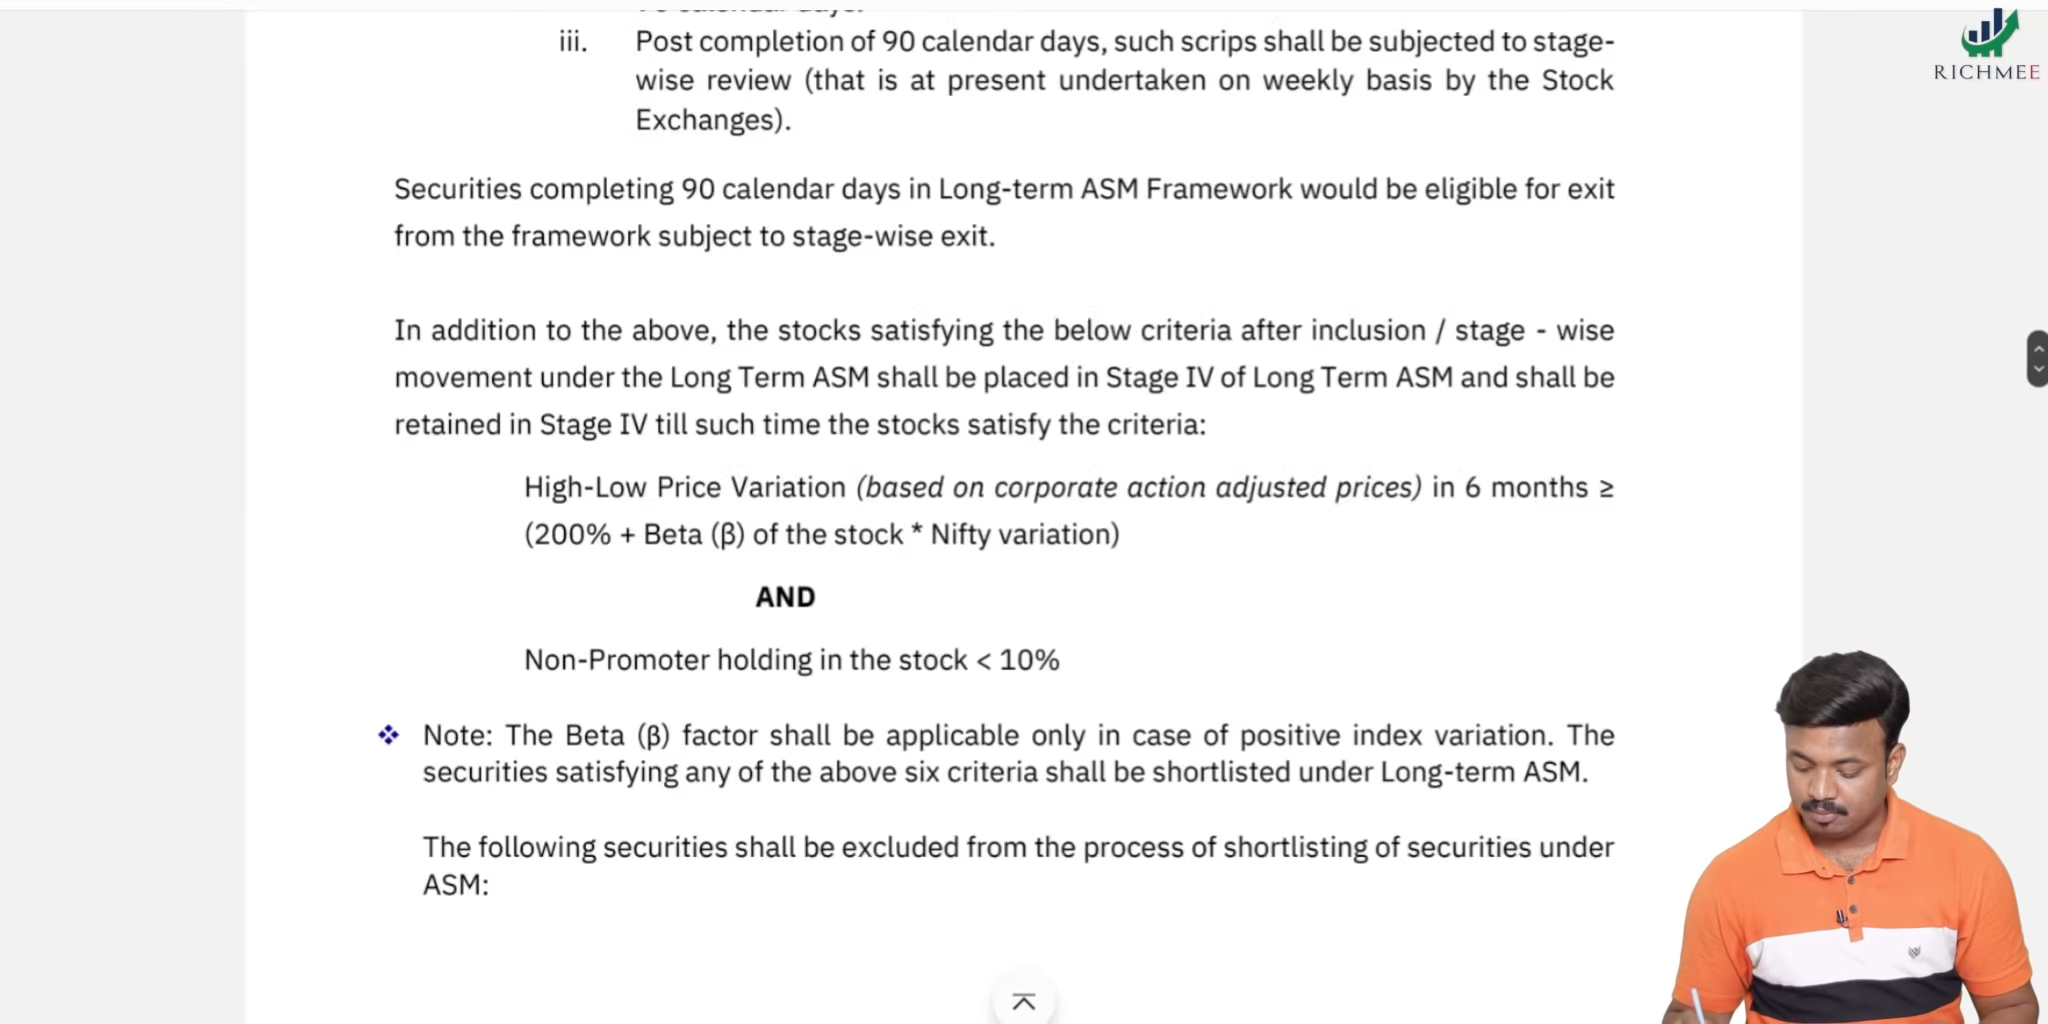 iii. Post completion of 90 calendar days, such scrips shall be subjected to stage-
wise review (that is at present undertaken on weekly basis by the Stock
Exchanges).
Securities completing 90 calendar days in Long-term ASM Framework would be eligible for exit
from the framework subject to stage-wise exit.
In addition to the above, the stocks satisfying the below criteria after inclusion / stage - wise
movement under the Long Term ASM shall be placed in Stage IV of Long Term ASM and shall be
retained in Stage IV till such time the stocks satisfy the criteria:
High-Low Price Variation (based on corporate action adjusted prices) in 6 months ≥
(200% + Beta (β) of the stock * Nifty variation)
AND
Non-Promoter holding in the stock < 10%
❖ Note: The Beta (β) factor shall be applicable only in case of positive index variation. The
securities satisfying any of the above six criteria shall be shortlisted under Long-term ASM.
The following securities shall be excluded from the process of shortlisting of securities under
ASM:
RICHMEE